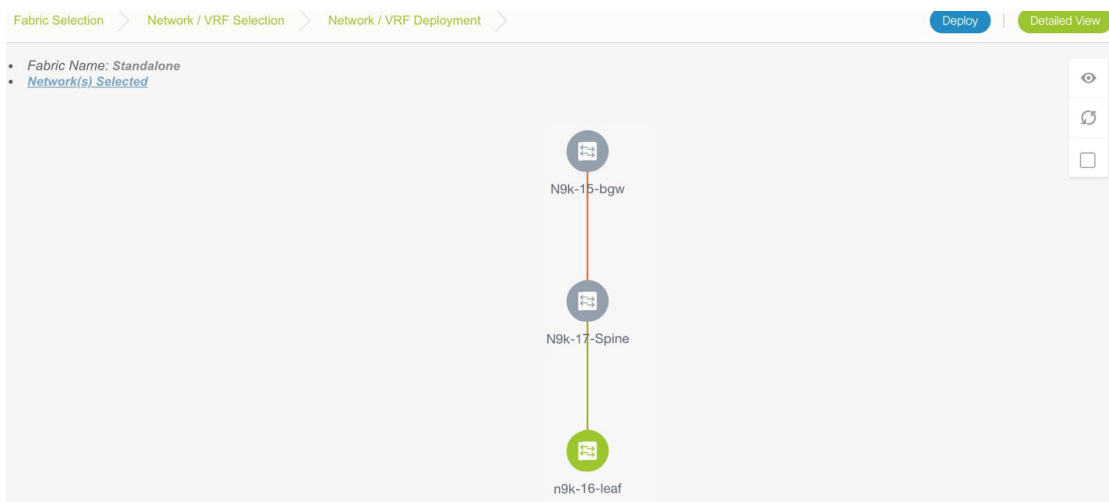 Fabric Selection Network / VRF Selection Network / VRF Deployment Deploy Detailed View
Fabric Name: Standalone
Network(s) Selected
N9k-15-bgw
N9k-17-Spine
n9k-16-leaf